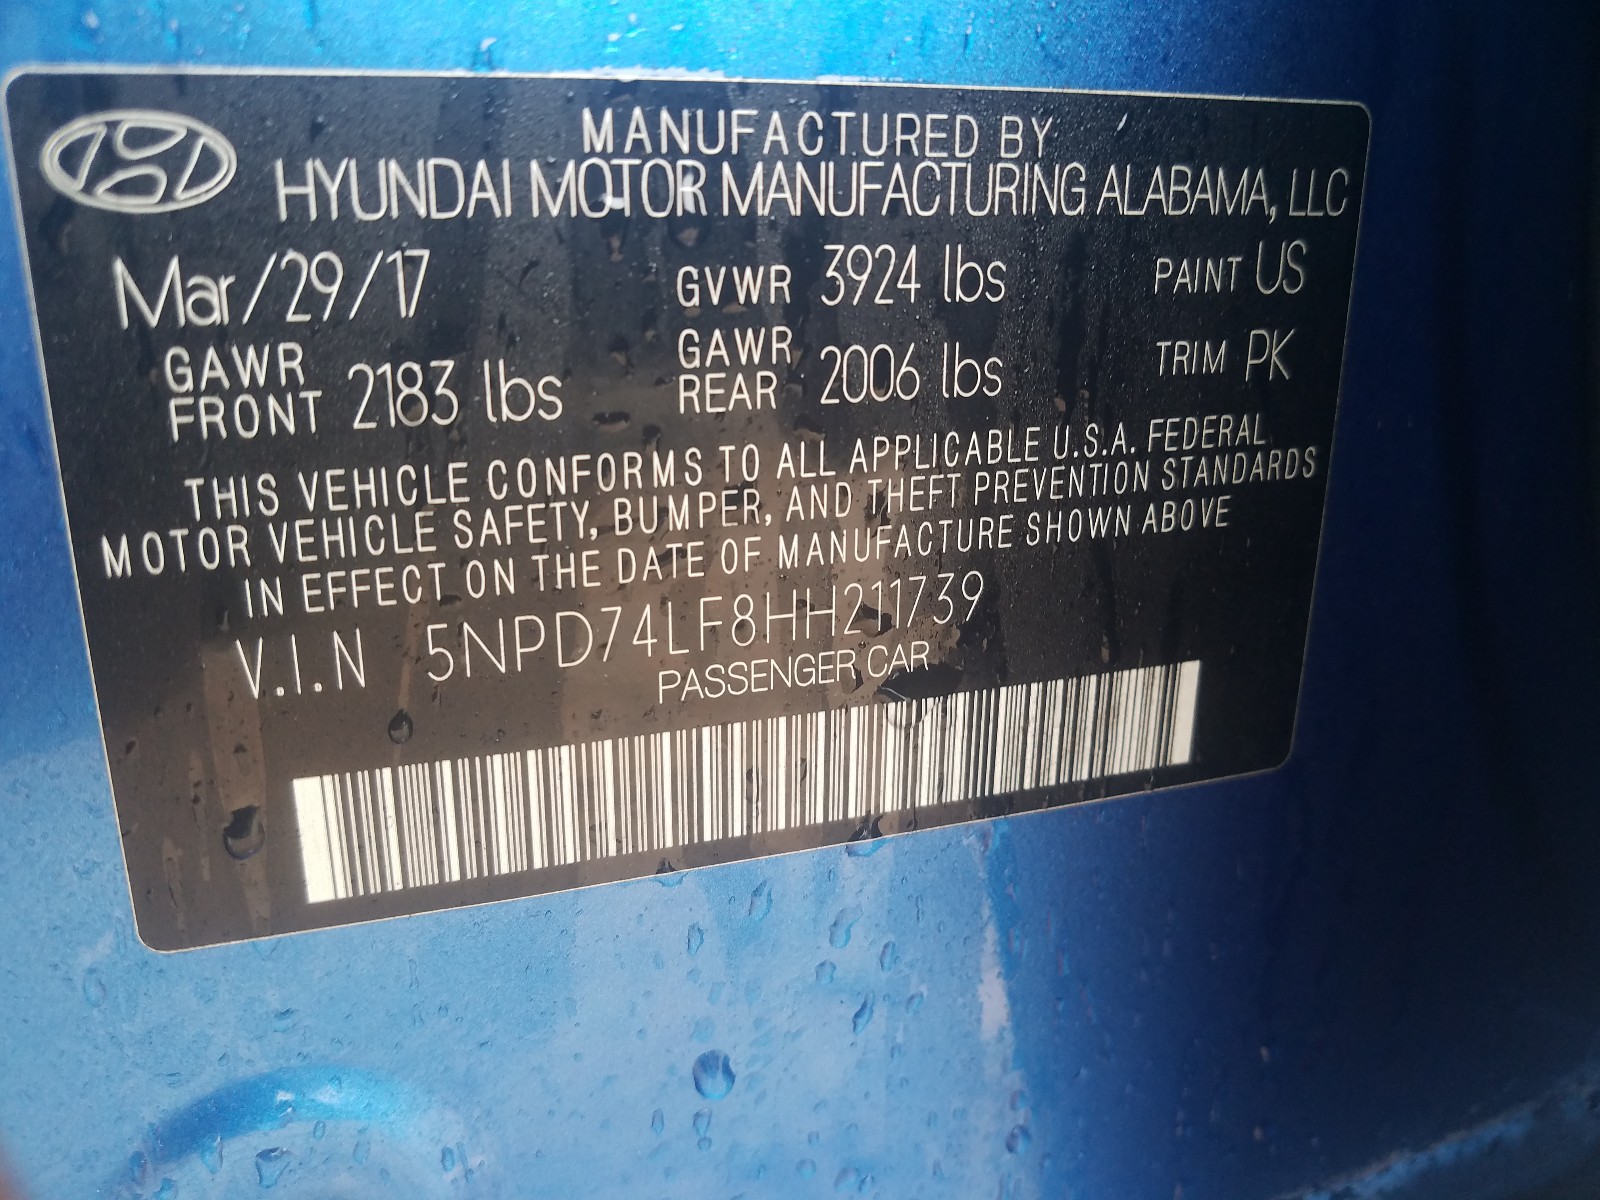 MANUFACTURED BY
HYUNDAI MOTOR MANUFACTURING ALABAMA, LLC
Mar/29/17 GVWR 3924 lbs PAINT US
GAWR FRONT 2183 lbs GAWR REAR 2006 lbs TRIM PK
THIS VEHICLE CONFORMS TO ALL APPLICABLE U.S.A. FEDERAL
MOTOR VEHICLE SAFETY, BUMPER, AND THEFT PREVENTION STANDARDS
IN EFFECT ON THE DATE OF MANUFACTURE SHOWN ABOVE
V.I.N 5NPD74LF8HH211739
PASSENGER CAR